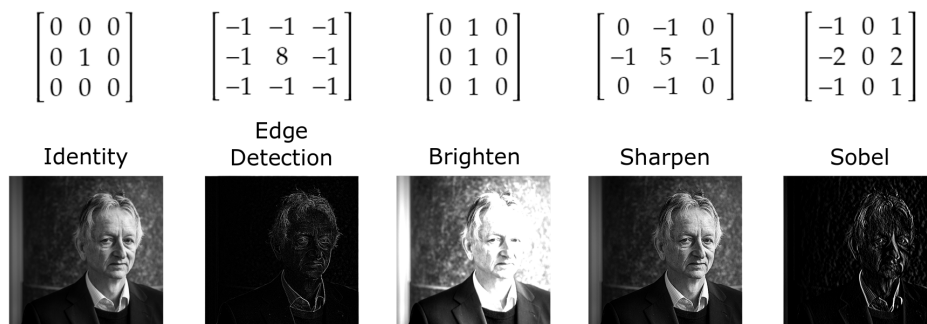 0 0 0 −1 −1 −1 0 1 0 0 −1 0 −1 0 1
0 1 0 −1 8 −1 0 1 0 −1 5 −1 −2 0 2
0 0 0 −1 −1 −1 0 1 0 0 −1 0 −1 0 1
Identity
Edge
Detection
Brighten
Sharpen
Sobel